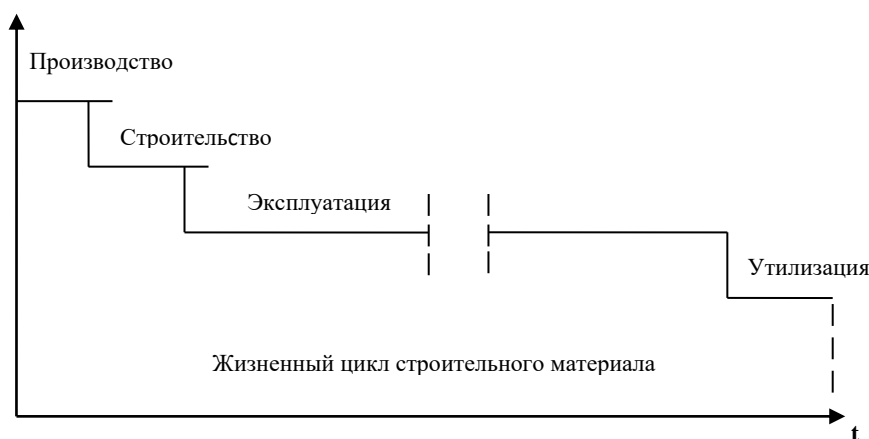 Производство
Строительство
Эксплуатация
Утилизация
Жизненный цикл строительного материала
t